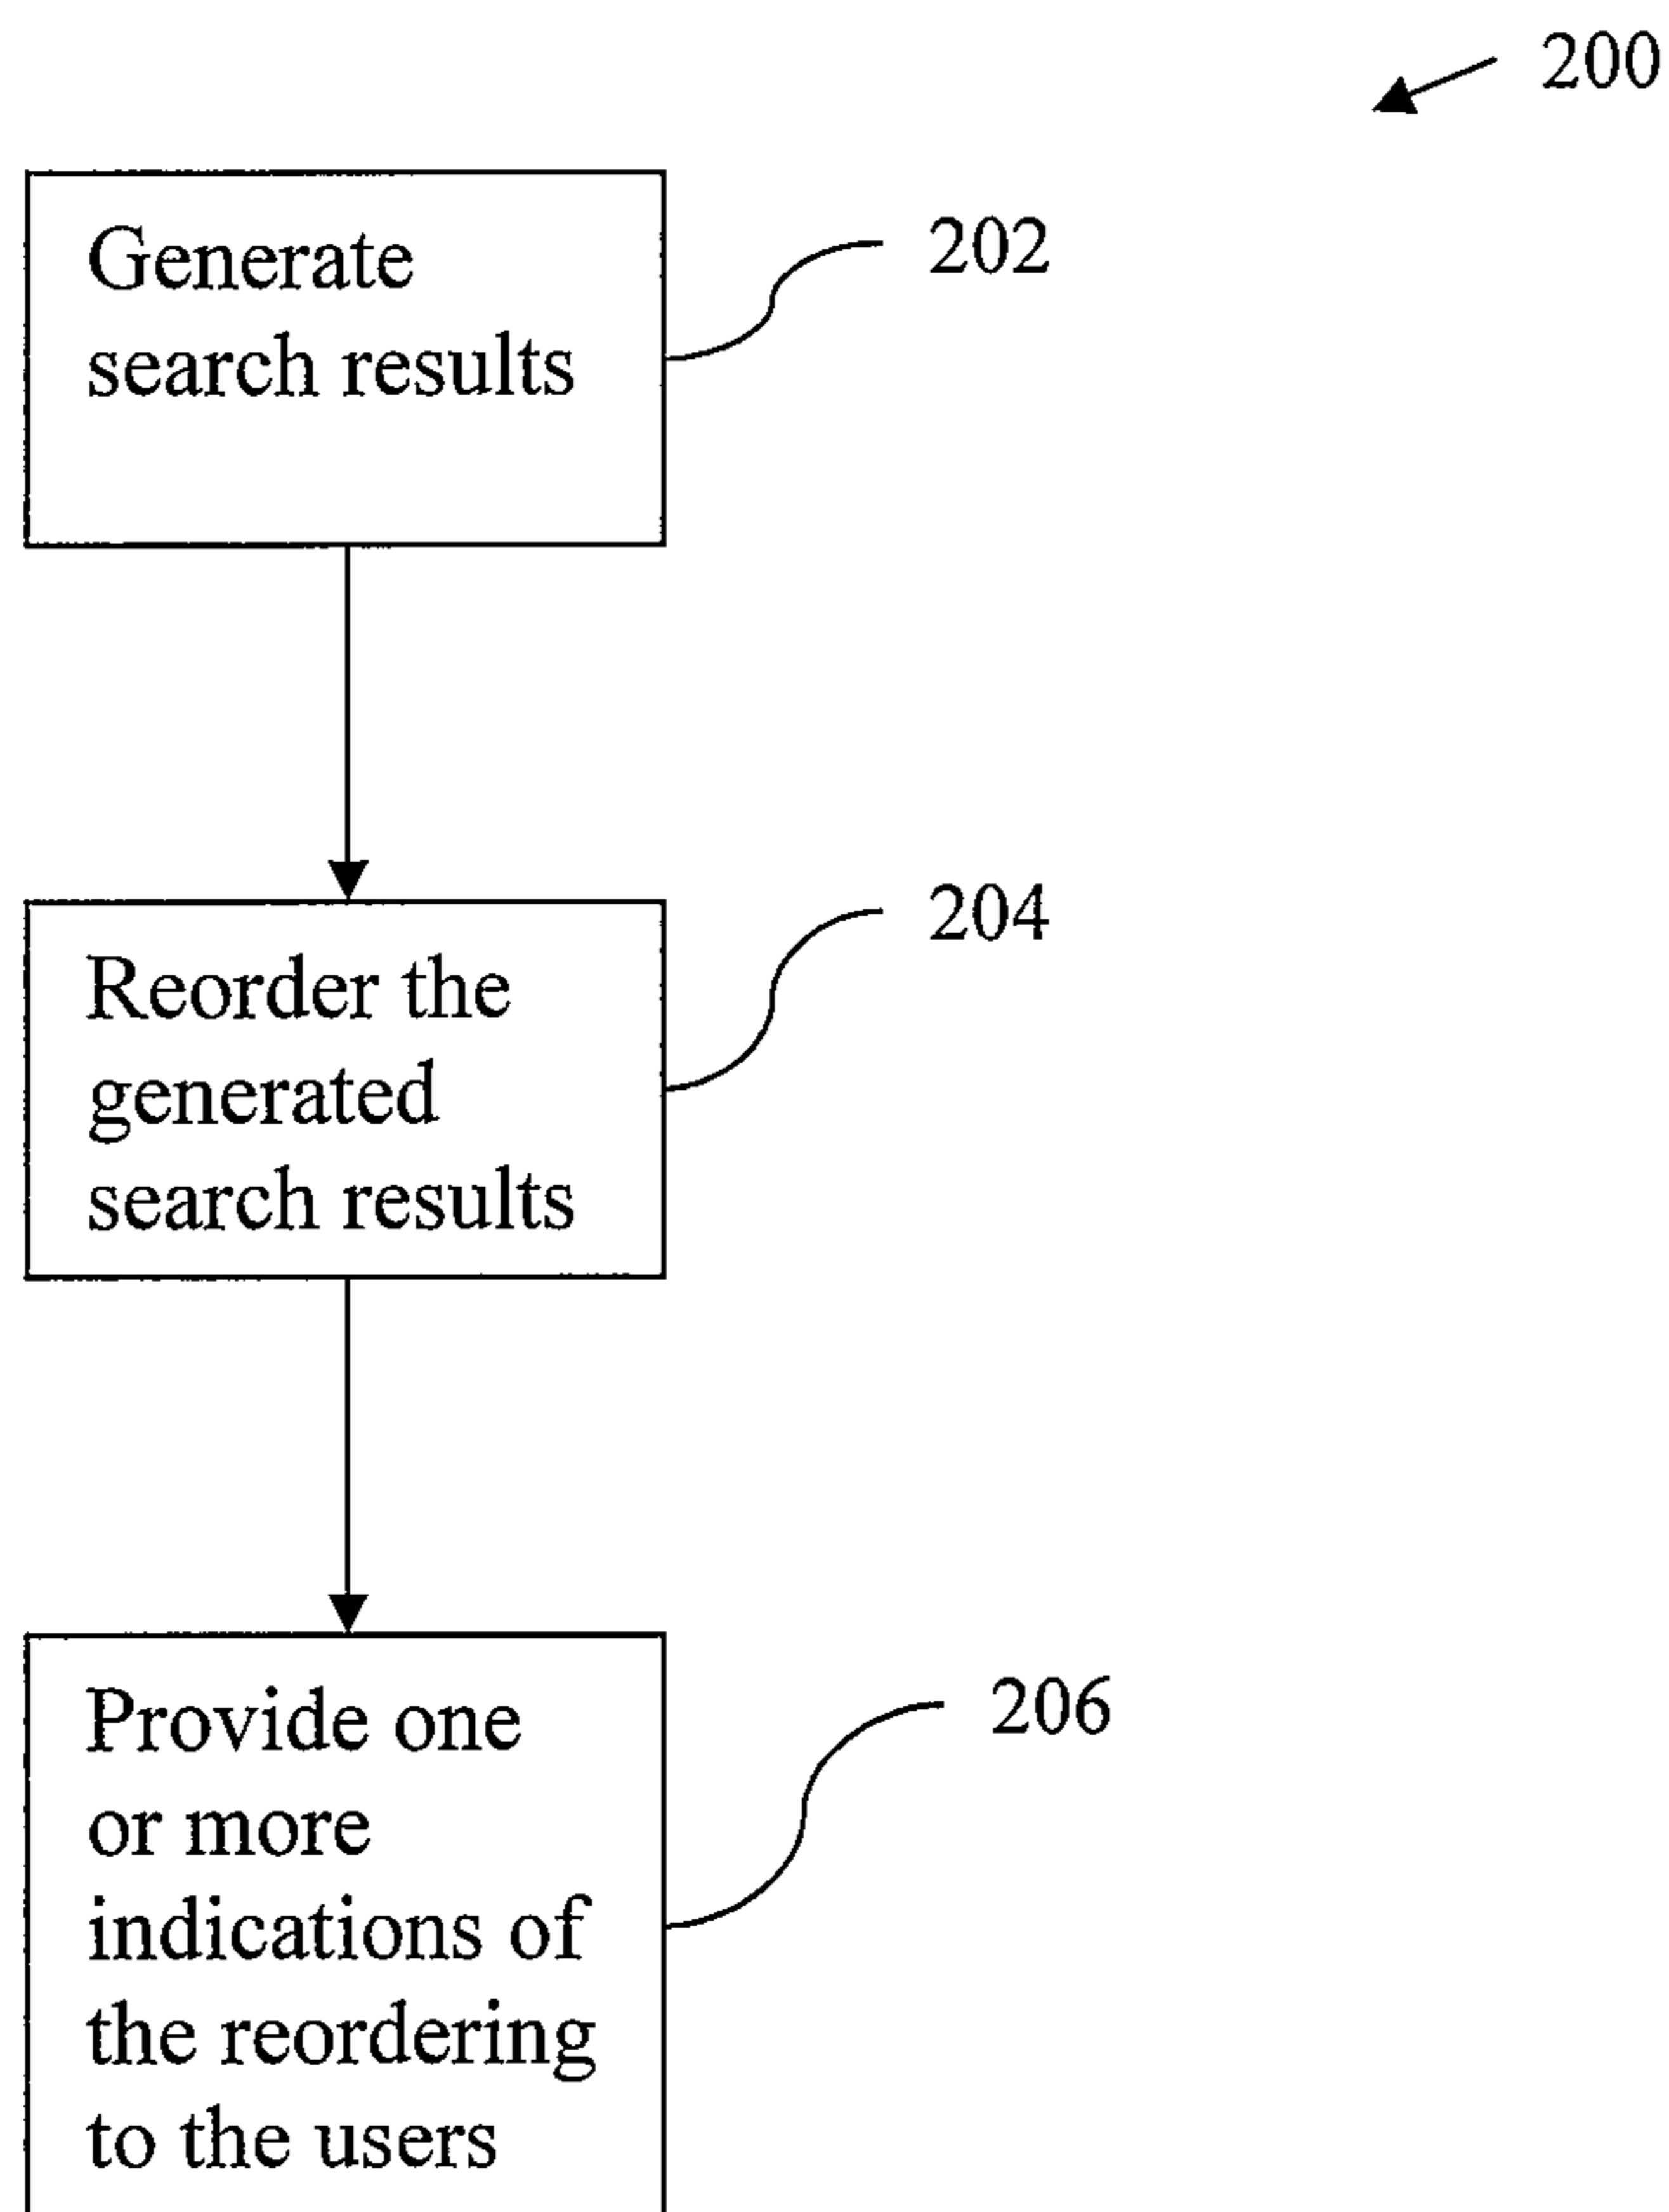 200
Generate
search results
202
Reorder the
generated
search results
204
Provide one
or more
indications of
the reordering
to the users
206